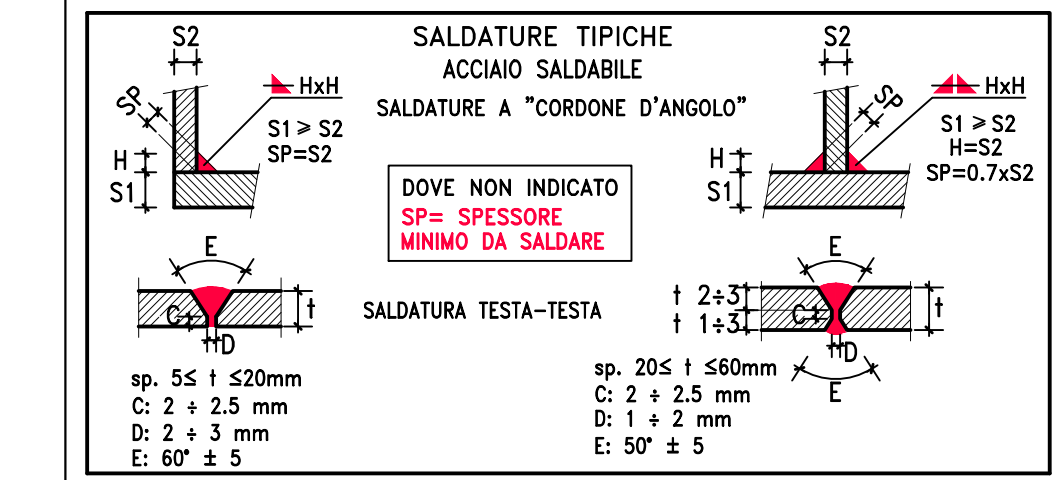 SALDATURE TIPICHE
ACCIAIO SALDABILE
SALDATURE A "CORDONE D'ANGOLO"
S2
SP
HxH
S1 ⩾ S2
SP=S2
H
S1
DOVE NON INDICATO
SP= SPESSORE
MINIMO DA SALDARE
S2
SP
HxH
S1 ⩾ S2
H=S2
SP=0.7xS2
H
S1
SALDATURA TESTA-TESTA
E
t
C
D
sp. 5≤ t ≤20mm
C: 2 ÷ 2.5 mm
D: 2 ÷ 3 mm
E: 60° ± 5
E
t 2÷3
t 1÷3
C
t
D
E
sp. 20≤ t ≤60mm
C: 2 ÷ 2.5 mm
D: 1 ÷ 2 mm
E: 50° ± 5